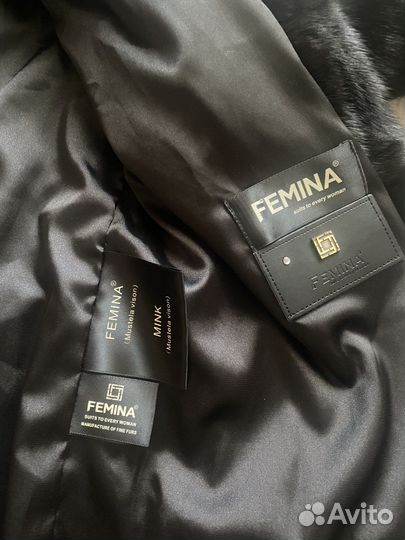 FEMINA®
suits to every woman
FEMINA®
FEMINA®
(Mustela vison)
MINK
(Mustela vison)
FEMINA®
SUITS TO EVERY WOMAN
MANUFACTURE OF FINE FURS
Avito